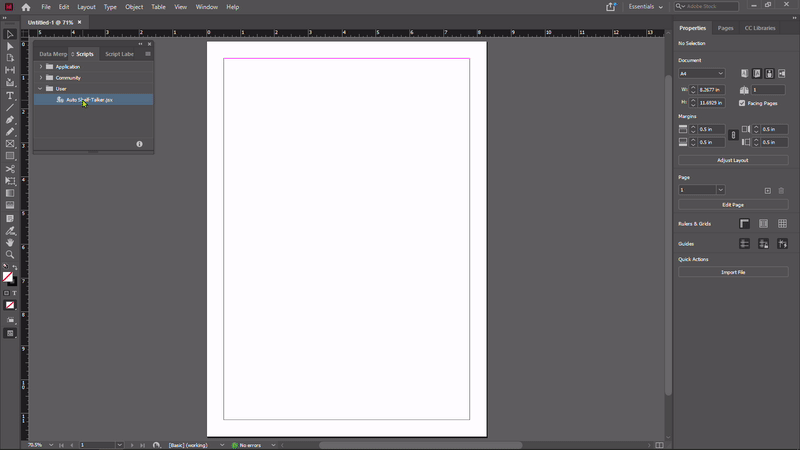 File Edit Layout Type Object Table View Window Help
Essentials
Adobe Stock
Untitled-1 @ 71%
Data Merg Scripts Script Labe
Application
Community
User
Auto Shelf-Talker.jsx
Properties Pages CC Libraries
No Selection
Document
A4
W: 8.2677 in
1
H: 11.6929 in
Facing Pages
Margins
0.5 in 0.5 in
0.5 in 0.5 in
Adjust Layout
Page
1
Edit Page
Rulers & Grids
Guides
Quick Actions
Import File
70.5% 1 [Basic] (working) No errors